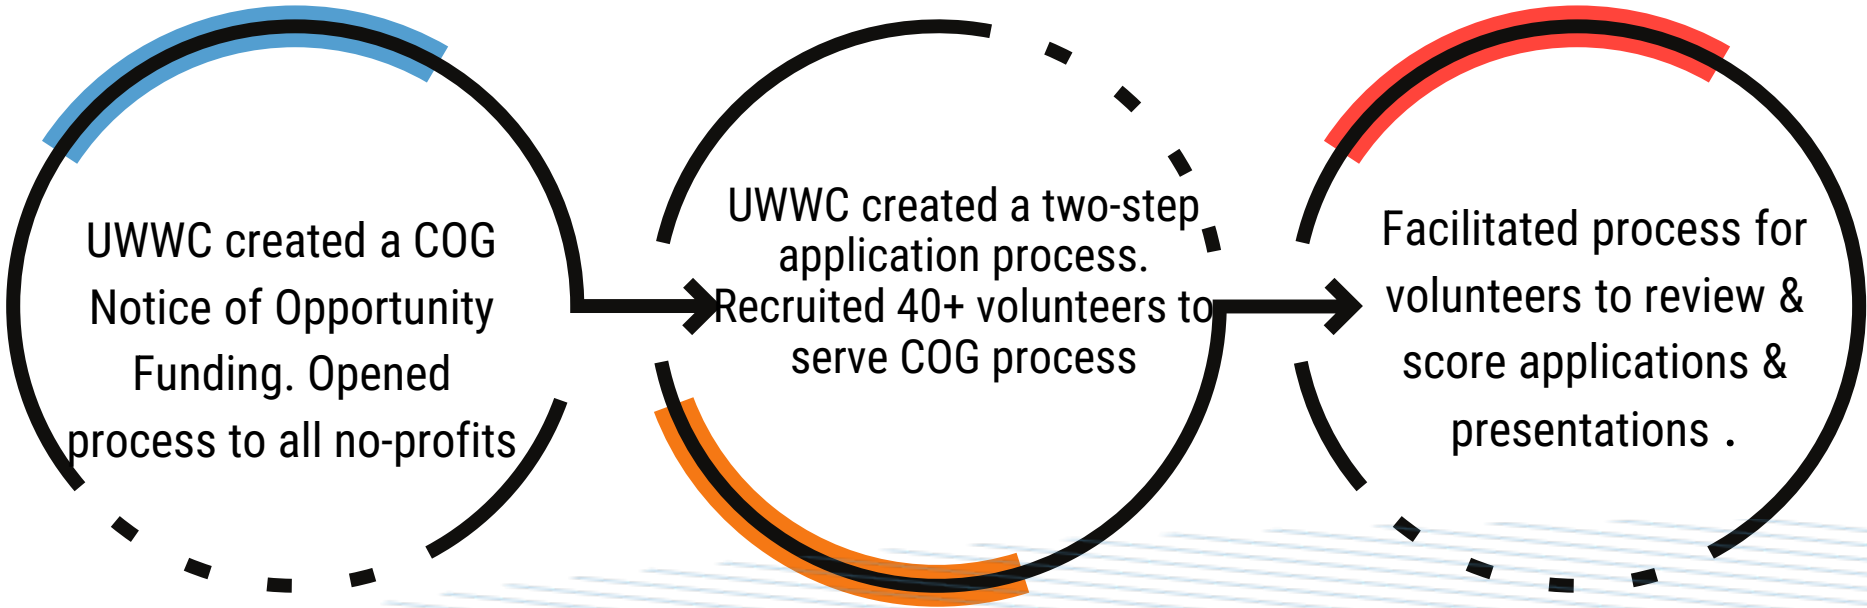 UWWC created a COG
Notice of Opportunity
Funding. Opened
process to all no-profits
UWWC created a two-step
application process.
Recruited 40+ volunteers to
serve COG process
Facilitated process for
volunteers to review &
score applications &
presentations .